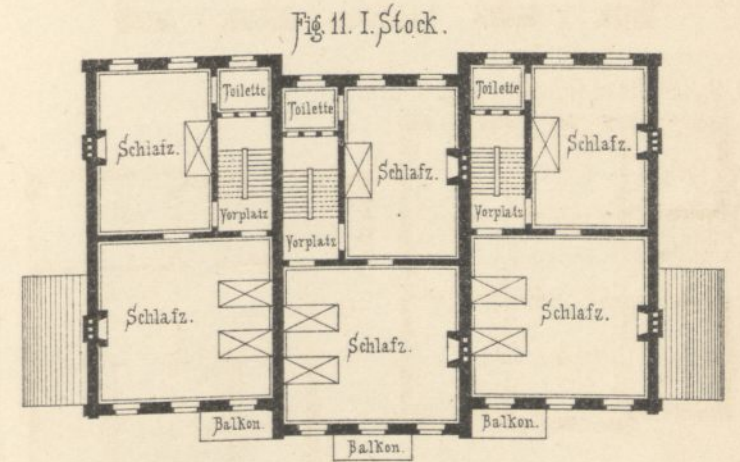 Fig. 11. I. Stock.
Toilette
Toilette
Toilette
Schlafz.
Schlafz.
Schlafz.
Vorplatz
Vorplatz
Vorplatz
Schlafz.
Schlafz.
Schlafz.
Balkon.
Balkon.
Balkon.